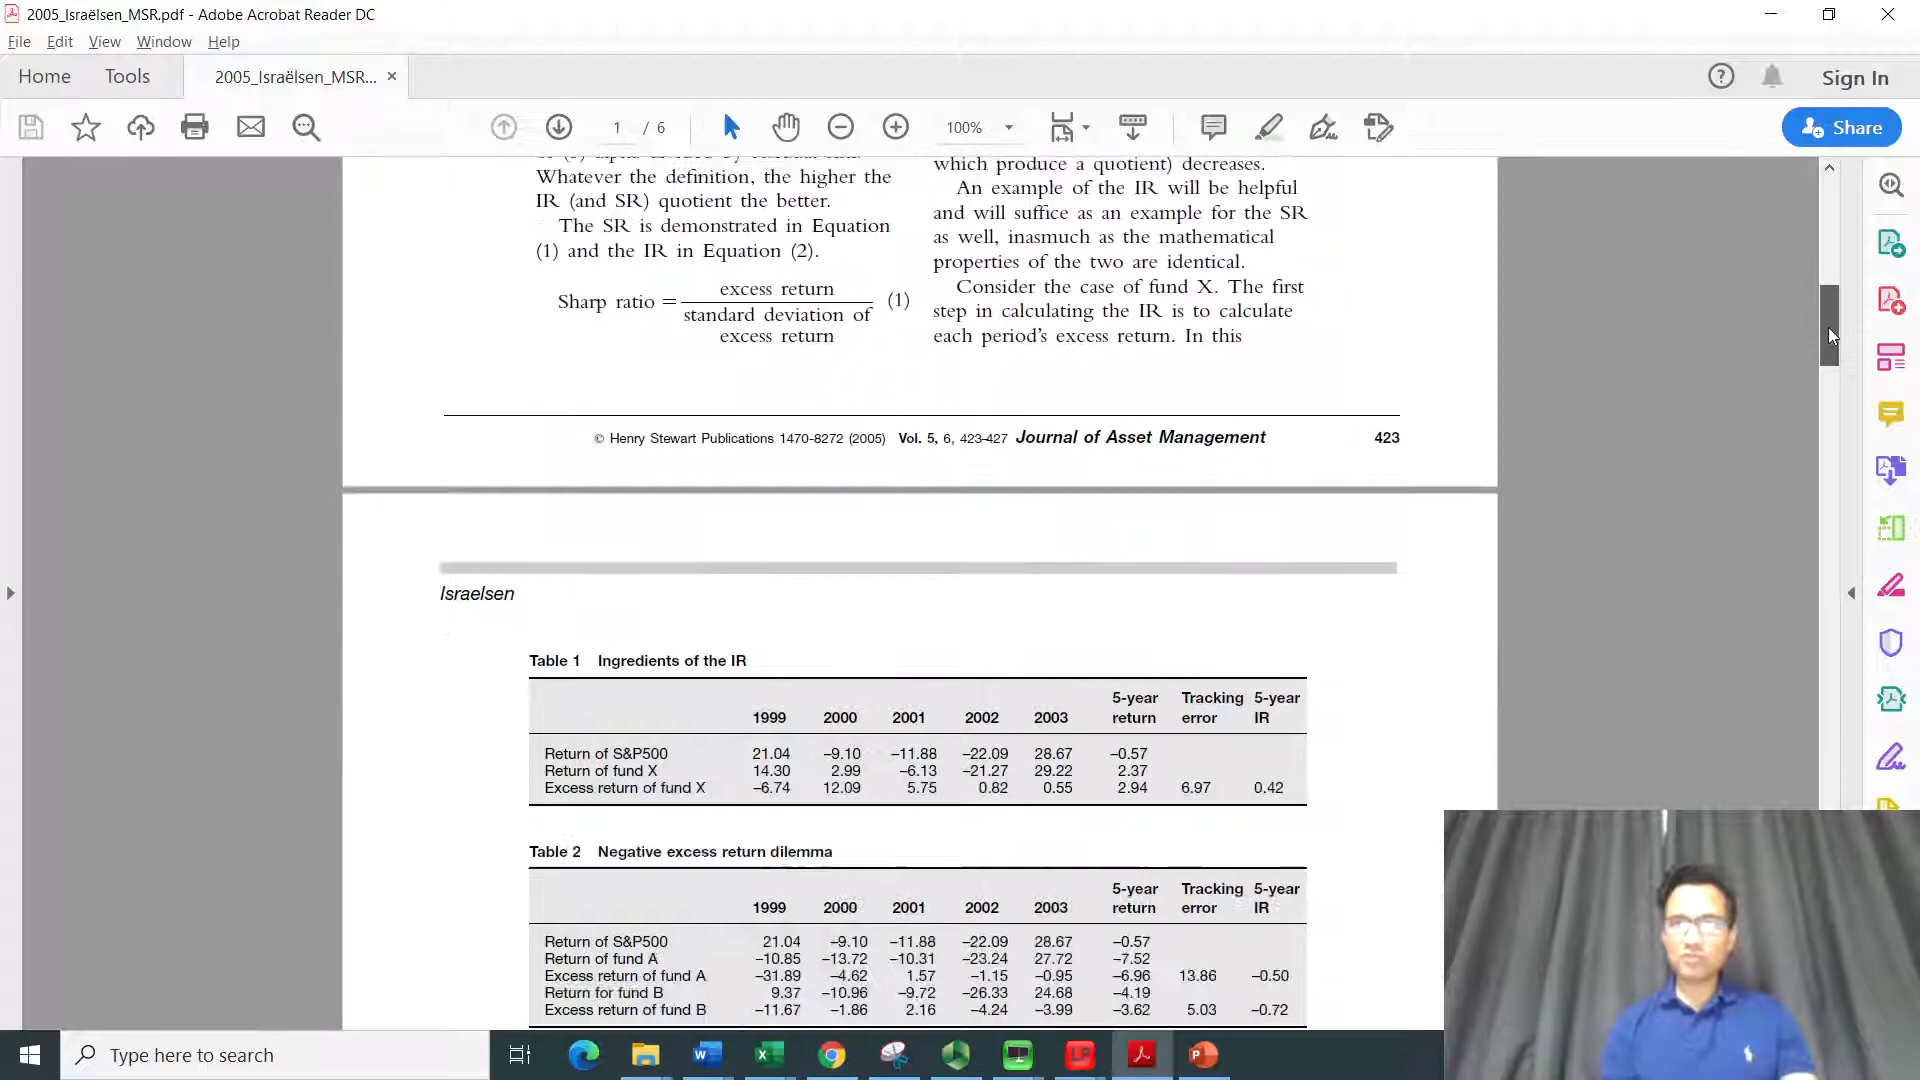 2005_Israëlsen_MSR.pdf - Adobe Acrobat Reader DC
File Edit View Window Help
Home Tools 2005_Israëlsen_MSR... × Sign In
1 / 6 100% Share
Whatever the definition, the higher the
IR (and SR) quotient the better.
The SR is demonstrated in Equation
(1) and the IR in Equation (2).
Sharp ratio = excess return
standard deviation of
excess return
(1)
which produce a quotient) decreases.
An example of the IR will be helpful
and will suffice as an example for the SR
as well, inasmuch as the mathematical
properties of the two are identical.
Consider the case of fund X. The first
step in calculating the IR is to calculate
each period's excess return. In this
© Henry Stewart Publications 1470-8272 (2005) Vol. 5, 6, 423-427 Journal of Asset Management 423
Israelsen
Table 1 Ingredients of the IR
5-year Tracking 5-year
1999 2000 2001 2002 2003 return error IR
Return of S&P500 21.04 –9.10 –11.88 –22.09 28.67 –0.57
Return of fund X 14.30 2.99 –6.13 –21.27 29.22 2.37
Excess return of fund X –6.74 12.09 5.75 0.82 0.55 2.94 6.97 0.42
Table 2 Negative excess return dilemma
5-year Tracking 5-year
1999 2000 2001 2002 2003 return error IR
Return of S&P500 21.04 –9.10 –11.88 –22.09 28.67 –0.57
Return of fund A –10.85 –13.72 –10.31 –23.24 27.72 –7.52
Excess return of fund A –31.89 –4.62 1.57 –1.15 –0.95 –6.96 13.86 –0.50
Return for fund B 9.37 –10.96 –9.72 –26.33 24.68 –4.19
Excess return of fund B –11.67 –1.86 2.16 –4.24 –3.99 –3.62 5.03 –0.72
Type here to search